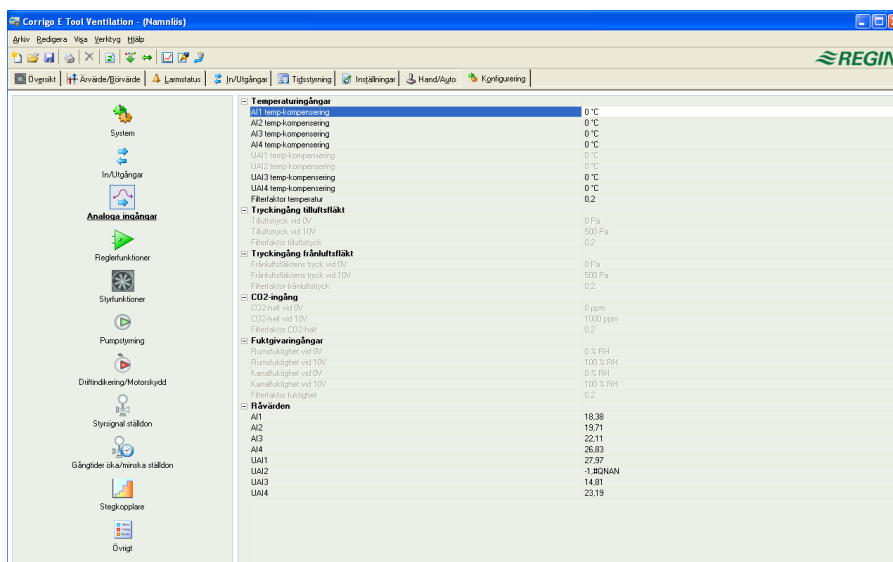 Corrigo E Tool Ventilation - (Namnlös)
Arkiv Redigera Visa Verktyg Hjälp
REGIN
Översikt Ärvärde/Börvärde Larmstatus In/Utgångar Tidsstyrning Inställningar Hand/Auto Konfigurering
System
In/Utgångar
Analoga ingångar
Reglerfunktioner
Styrfunktioner
Pumpstyrning
Driftindikering/Motorskydd
Styrsignal ställdon
Gångtider öka/minska ställdon
Stegkopplare
Övrigt
Temperaturingångar
AI1 temp-kompensering 0 °C
AI2 temp-kompensering 0 °C
AI3 temp-kompensering 0 °C
AI4 temp-kompensering 0 °C
UAI1 temp-kompensering 0 °C
UAI2 temp-kompensering 0 °C
UAI3 temp-kompensering 0 °C
UAI4 temp-kompensering 0 °C
Filterfaktor temperatur 0,2
Tryckingång tilluftsfläkt
Tilluftstryck vid 0V 0 Pa
Tilluftstryck vid 10V 500 Pa
Filterfaktor tilluftstryck 0,2
Tryckingång frånluftsfläkt
Frånluftsfläktens tryck vid 0V 0 Pa
Frånluftsfläktens tryck vid 10V 500 Pa
Filterfaktor frånluftstryck 0,2
CO2-ingång
CO2-halt vid 0V 0 ppm
CO2-halt vid 10V 1000 ppm
Filterfaktor CO2-halt 0,2
Fuktgivaringångar
Rumsfuktighet vid 0V 0 % RH
Rumsfuktighet vid 10V 100 % RH
Kanalfuktighet vid 0V 0 % RH
Kanalfuktighet vid 10V 100 % RH
Filterfaktor fuktighet 0,2
Råvärden
AI1 18,38
AI2 19,71
AI3 22,11
AI4 26,83
UAI1 27,97
UAI2 -1,#QNAN
UAI3 14,81
UAI4 23,19